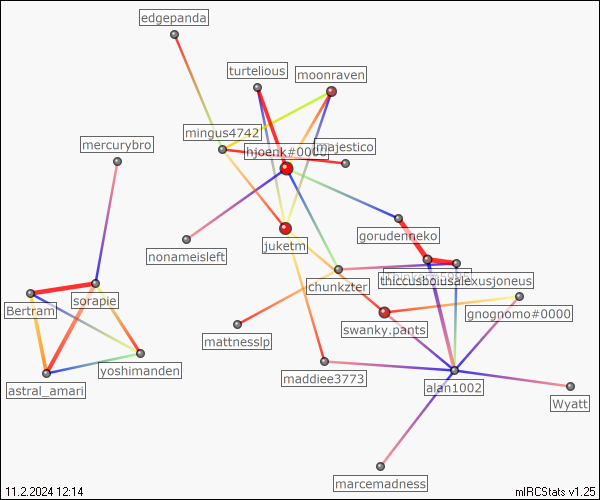 edgepanda
turtelious
moonraven
mingus4742
mercurybro
hjoenk#0000
majestico
gorudenneko
nonameisleft
juketm
chunkzter
thiccusbousalexusjoneus
sorapie
Bertram
gnognomo#0000
swanky.pants
mattnesslp
yoshimanden
maddiee3773
alan1002
astral_amari
Wyatt
marcemadness
11.2.2024 12:14
mIRCStats v1.25